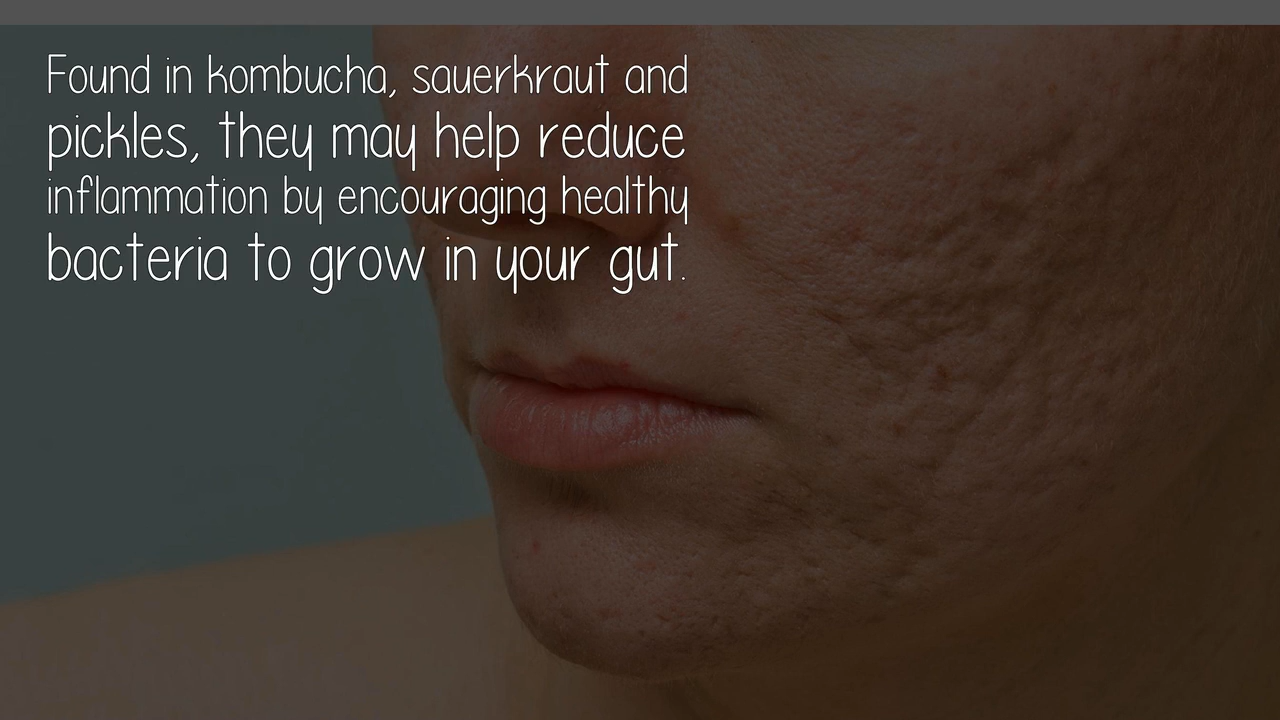 Found in kombucha, sauerkraut and
pickles, they may help reduce
inflammation by encouraging healthy
bacteria to grow in your gut.